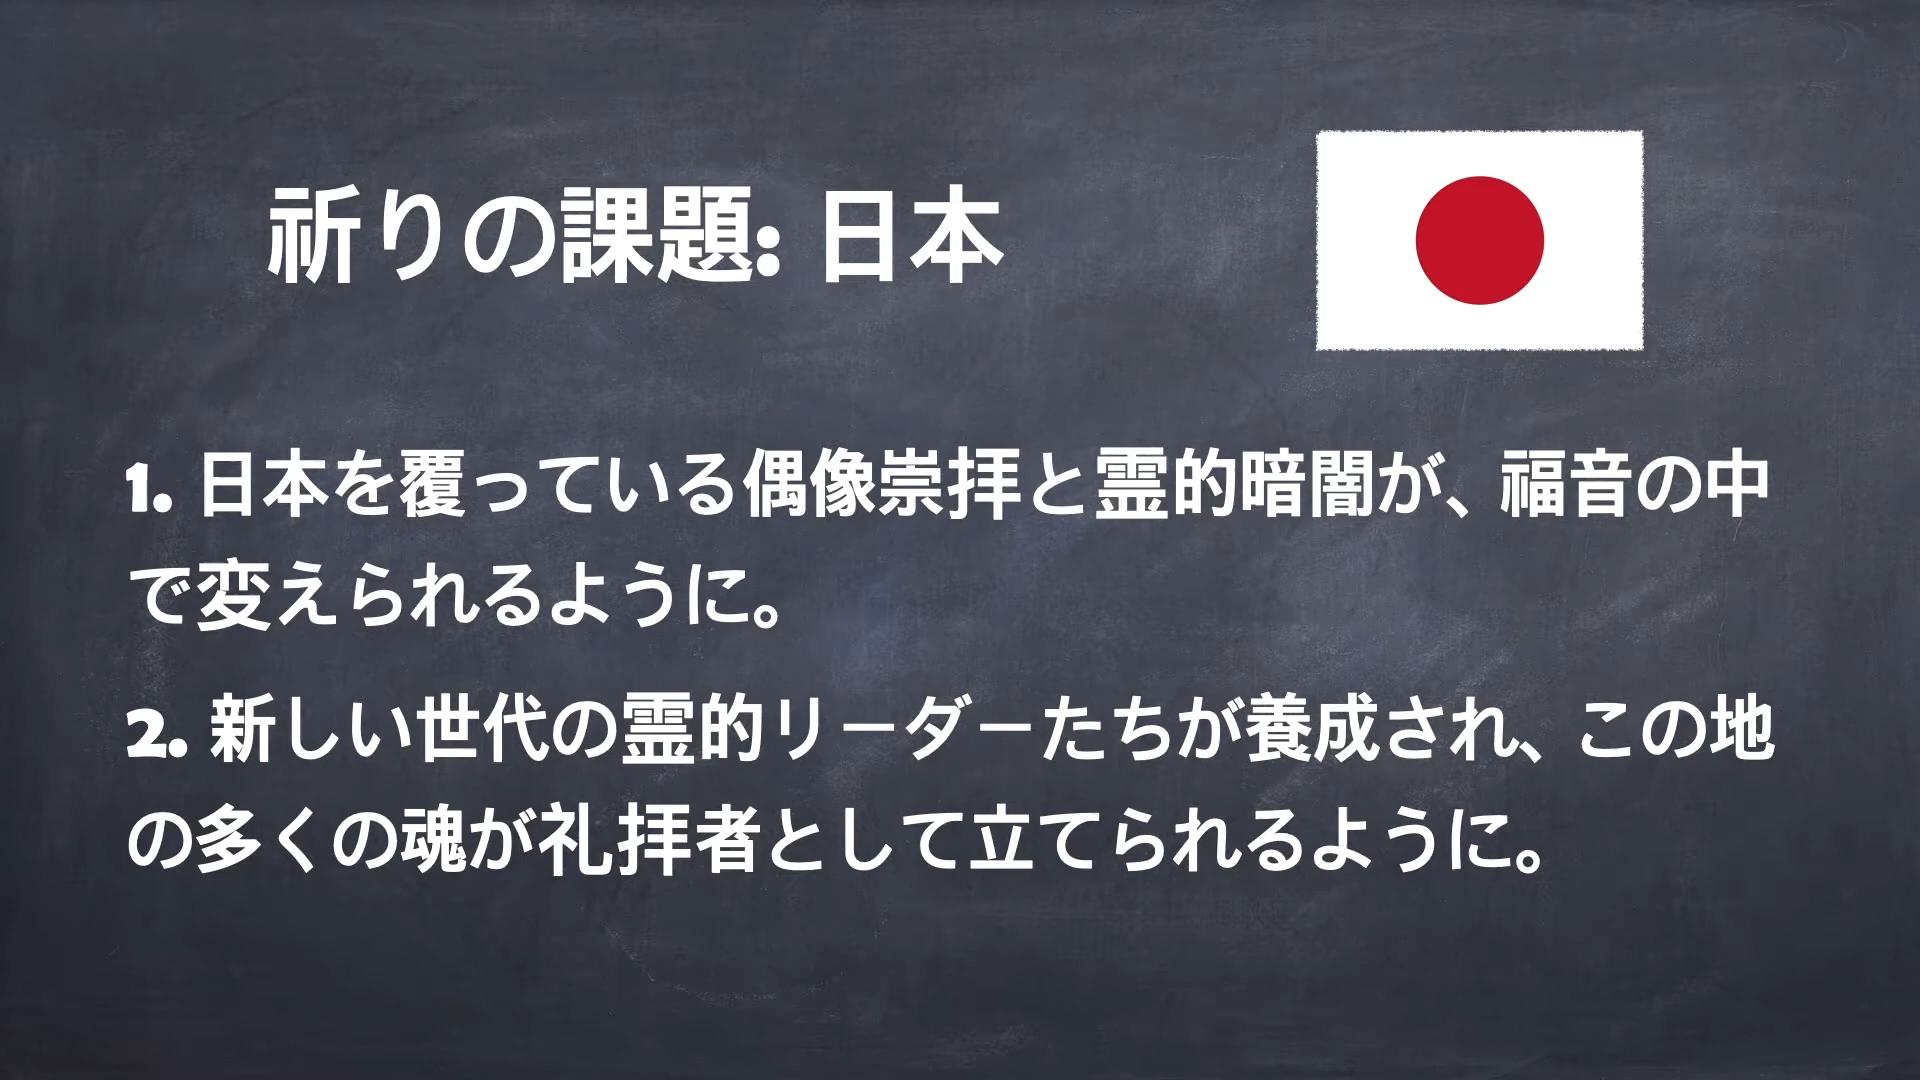 祈りの課題: 日本
1. 日本を覆っている偶像崇拝と霊的暗闇が、福音の中
で変えられるように。
2. 新しい世代の霊的リーダーたちが養成され、この地
の多くの魂が礼拝者として立てられるように。